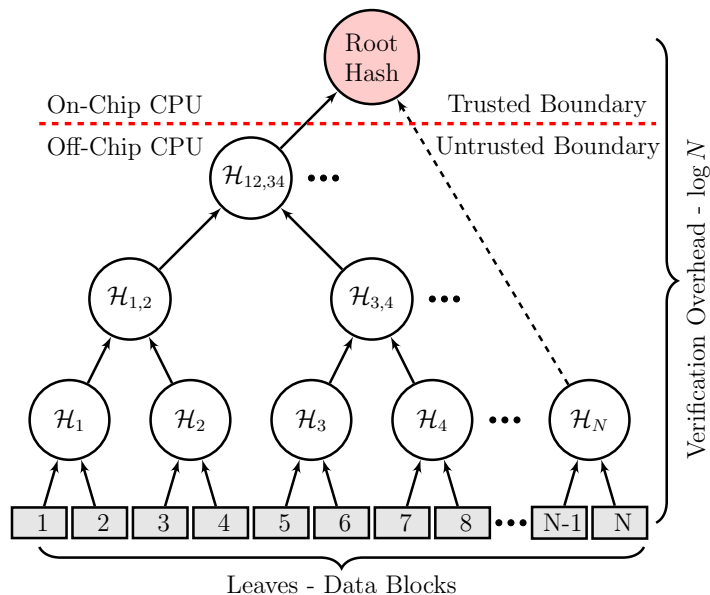 Root
Hash
On-Chip CPU
Trusted Boundary
Off-Chip CPU
Untrusted Boundary
ℋ₁₂,₃₄ •••
ℋ₁,₂
ℋ₃,₄ •••
ℋ₁
ℋ₂
ℋ₃
ℋ₄ •••
ℋ_N
1 2 3 4 5 6 7 8 ••• N-1 N
Leaves - Data Blocks
Verification Overhead - log N